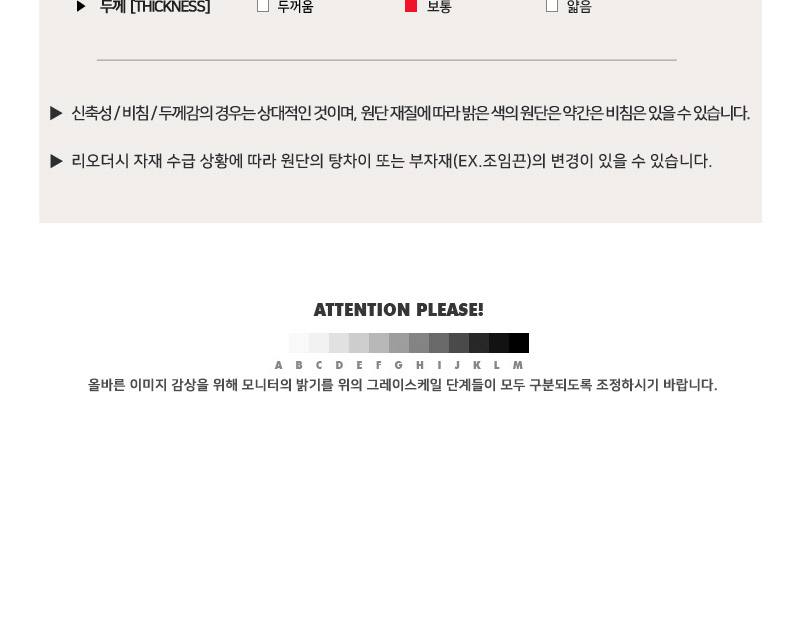 ▶ 두께 [THICKNESS] 두꺼움 보통 얇음
▶ 신축성 / 비침 / 두께감의 경우는 상대적인 것이며, 원단 재질에 따라 밝은 색의 원단은 약간은 비침은 있을 수 있습니다.
▶ 리오더시 자재 수급 상황에 따라 원단의 탕차이 또는 부자재(EX.조임끈)의 변경이 있을 수 있습니다.
ATTENTION PLEASE!
A B C D E F G H I J K L M
올바른 이미지 감상을 위해 모니터의 밝기를 위의 그레이스케일 단계들이 모두 구분되도록 조정하시기 바랍니다.